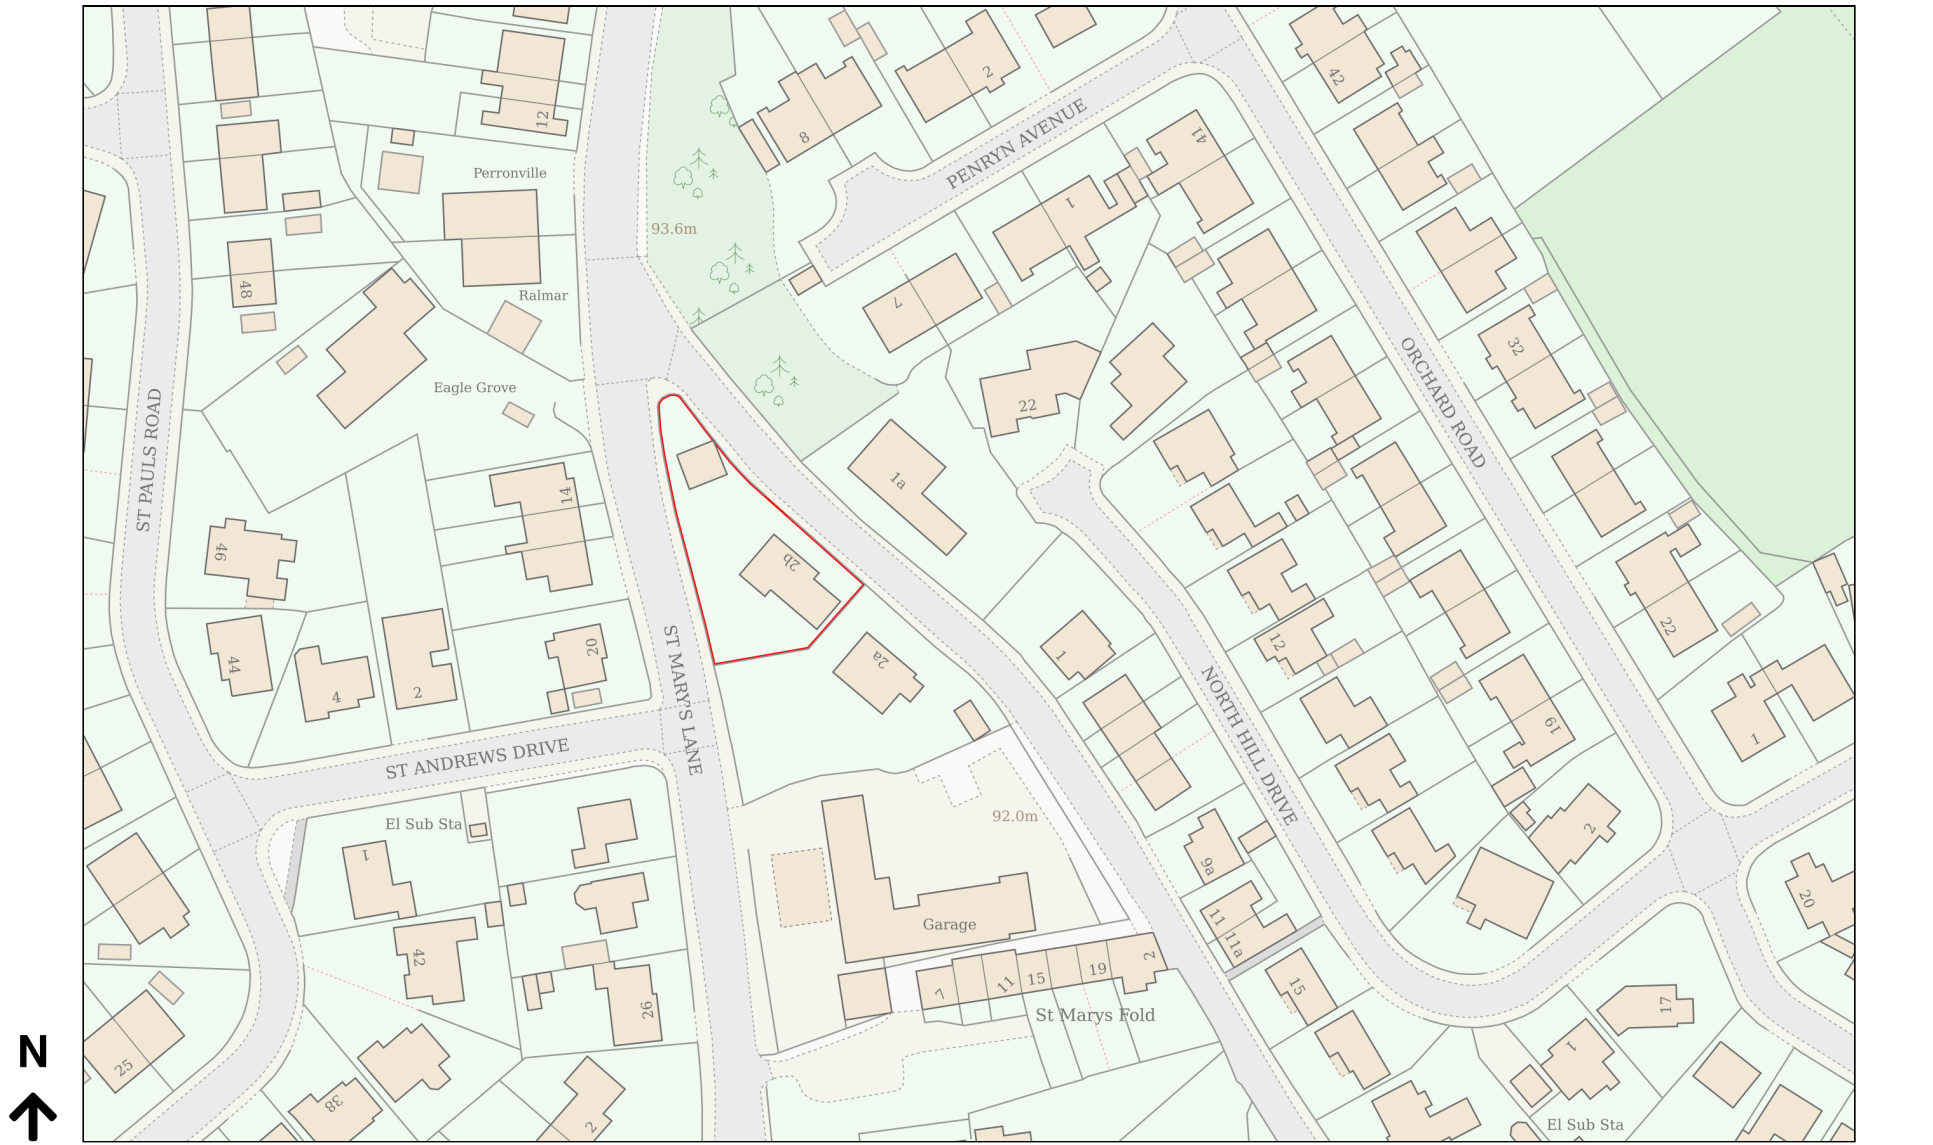 42
2
12
8
41
PENRYN AVENUE
Perronville
1
93.6m
48
Ralmar
7
32
ORCHARD ROAD
Eagle Grove
22
ST PAULS ROAD
1a
14
46
2b
22
20
12
1
44
2a
4
2
ST MARY'S LANE
NORTH HILL DRIVE
19
1
ST ANDREWS DRIVE
El Sub Sta
92.0m
2
1
9a
20
Garage
11
11a
42
2
19
15
11
7
15
26
17
St Marys Fold
N
25
1
38
2
El Sub Sta